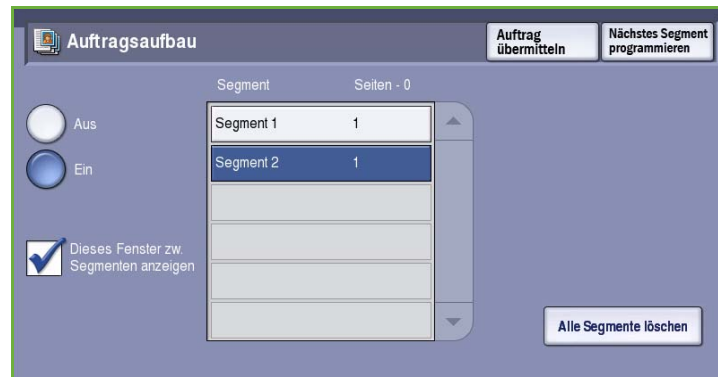 Auftragsaufbau
Auftrag
übermitteln
Nächstes Segment
programmieren
Segment Seiten - 0
Aus
Ein
Segment 1 1
Segment 2 1
Dieses Fenster zw.
Segmenten anzeigen
Alle Segmente löschen